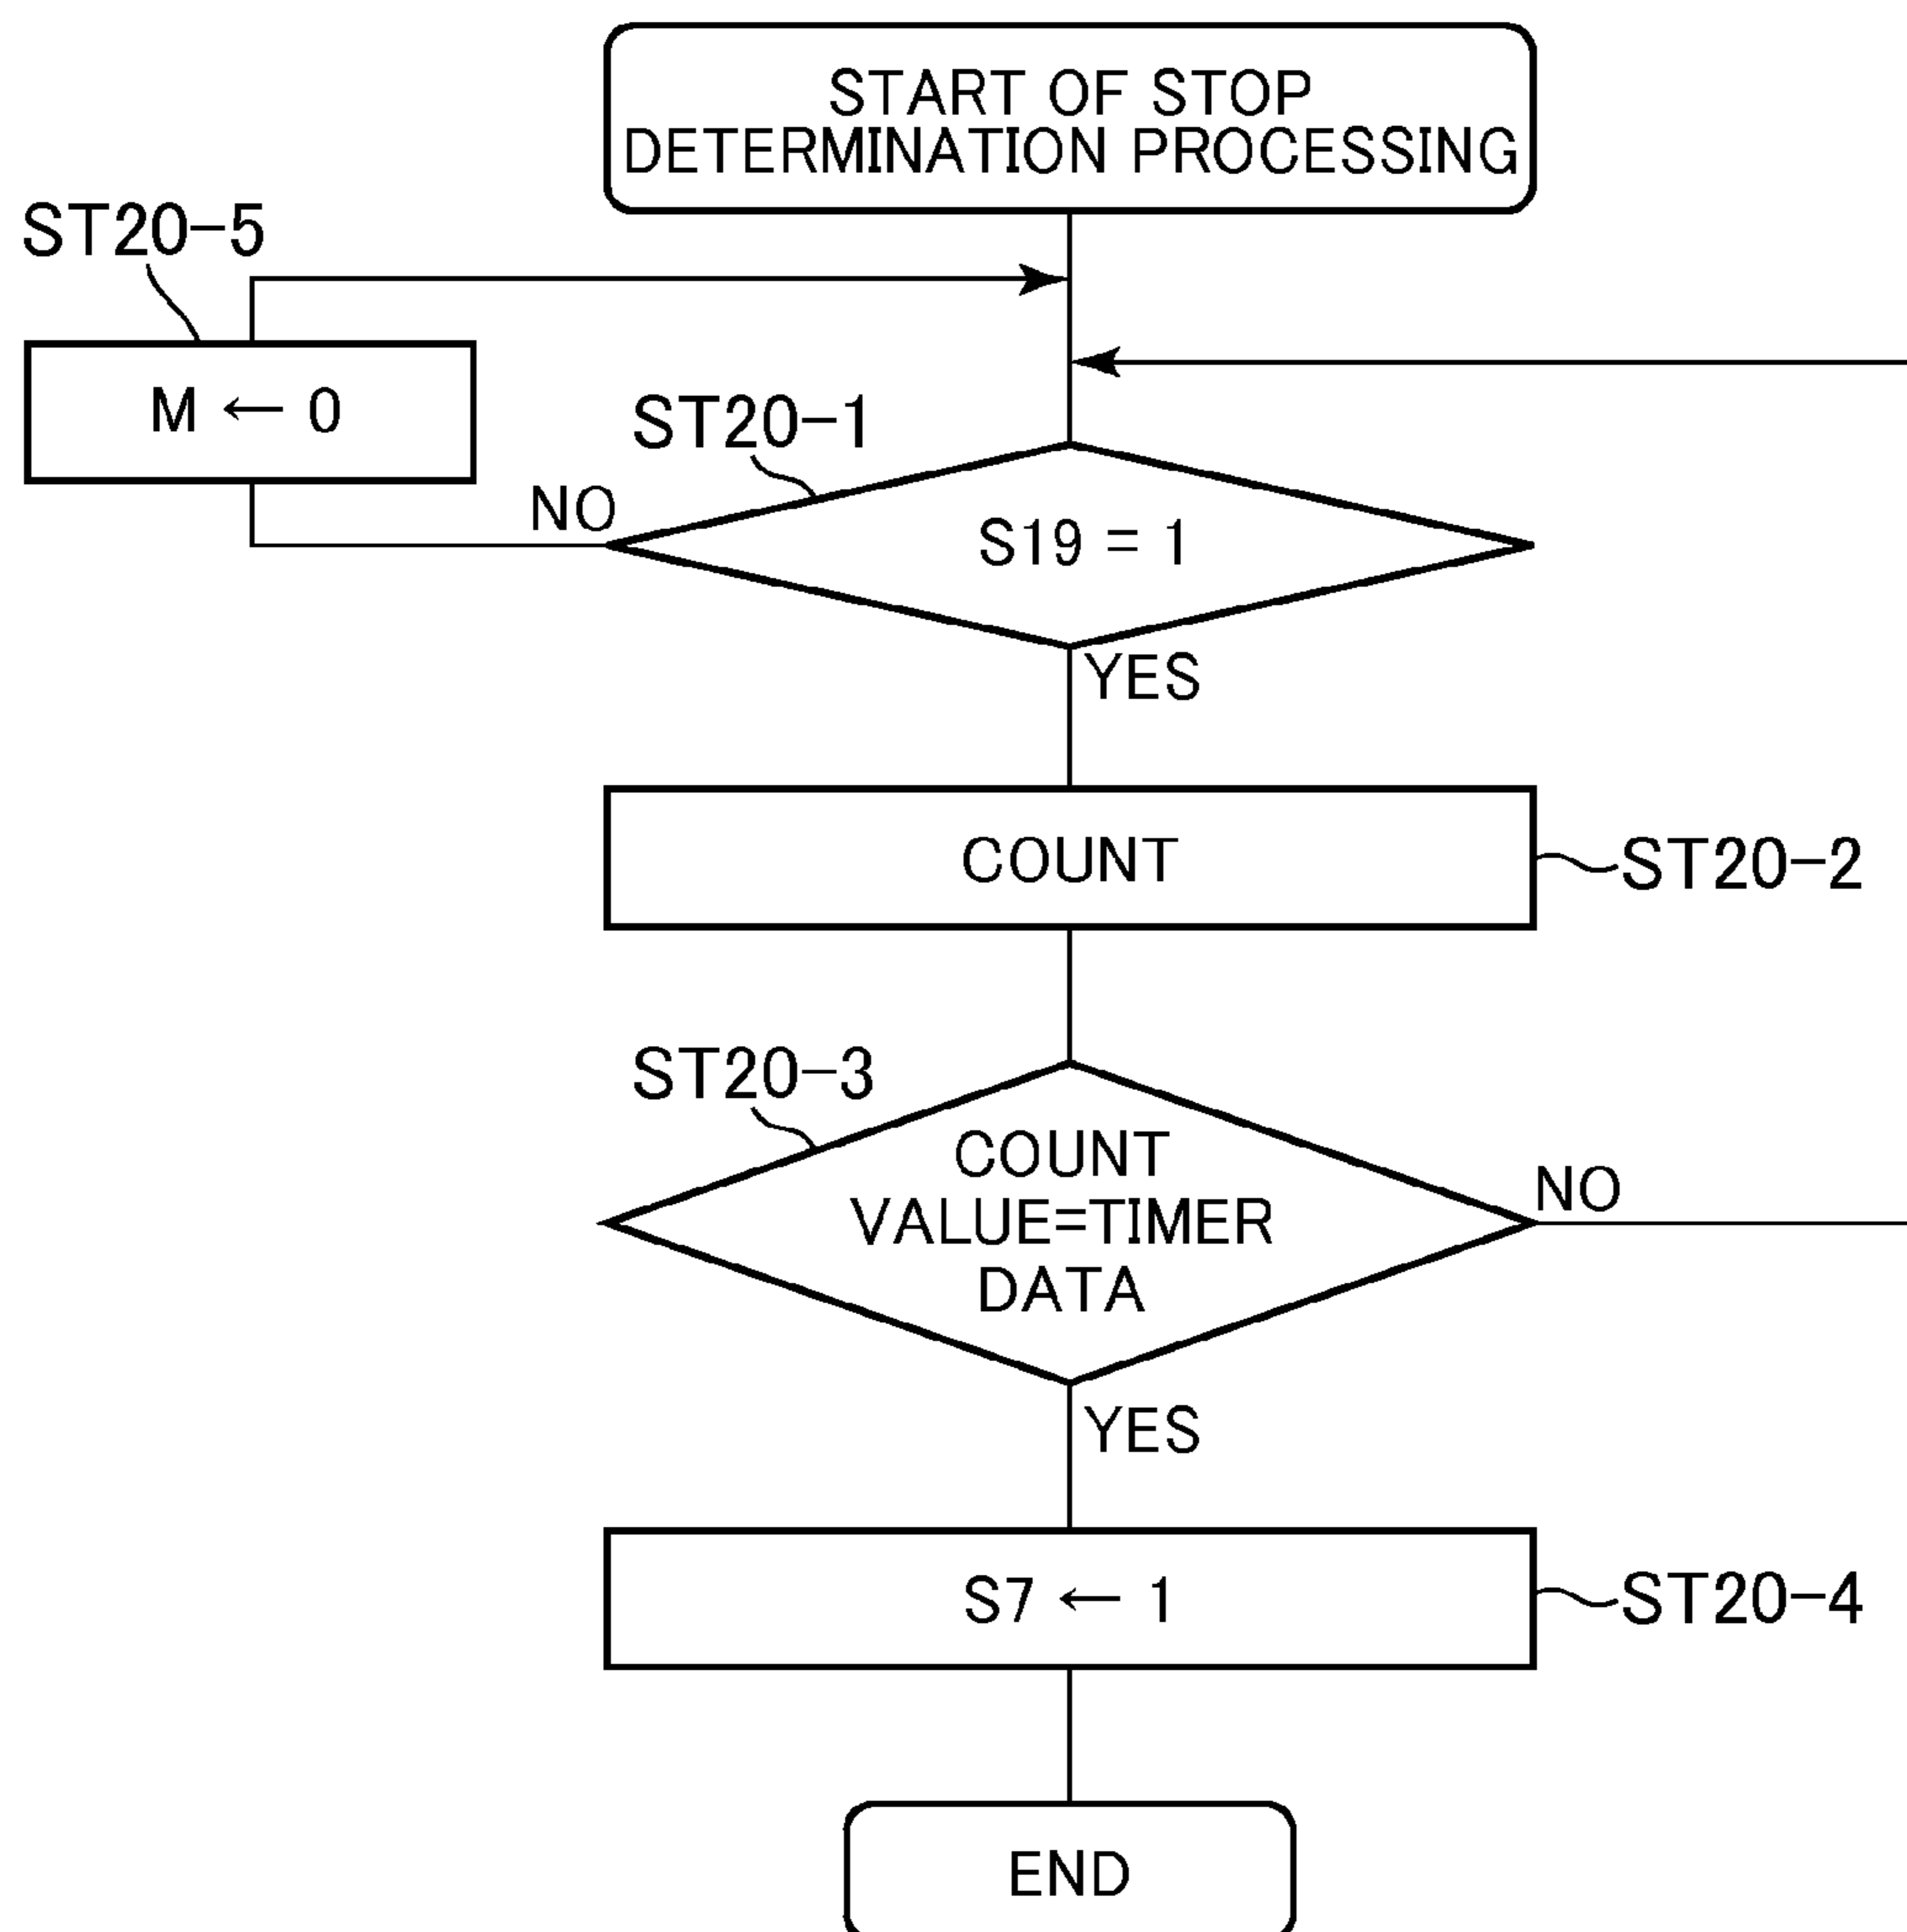 START OF STOP
DETERMINATION PROCESSING
ST20-5
M ← 0
ST20-1
NO
S19 = 1
YES
COUNT
ST20-2
ST20-3
COUNT
VALUE=TIMER
DATA
NO
YES
S7 ← 1
ST20-4
END